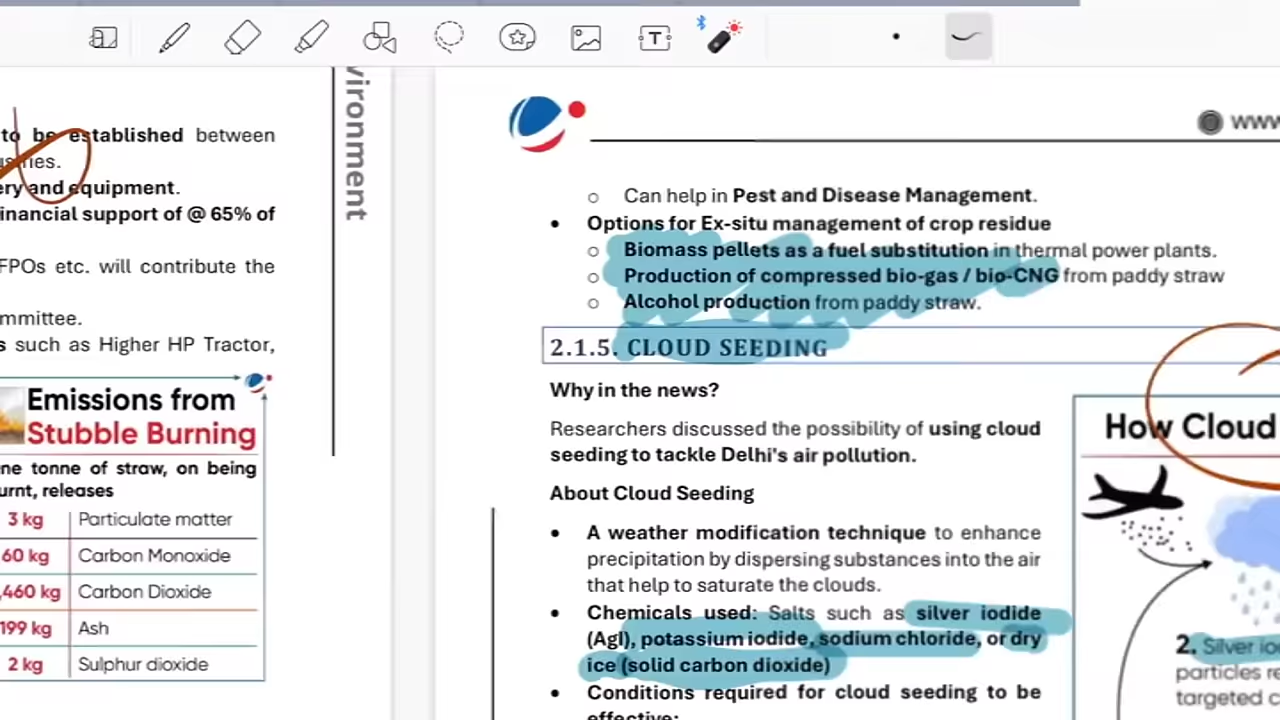 to be established between
ery and equipment.
inancial support of @ 65% of
FPOs etc. will contribute the
mmittee.
s such as Higher HP Tractor,
Emissions from
Stubble Burning
ne tonne of straw, on being
urnt, releases
3 kg Particulate matter
60 kg Carbon Monoxide
,460 kg Carbon Dioxide
199 kg Ash
2 kg Sulphur dioxide
vironment
www
○ Can help in Pest and Disease Management.
• Options for Ex-situ management of crop residue
○ Biomass pellets as a fuel substitution in thermal power plants.
○ Production of compressed bio-gas / bio-CNG from paddy straw
○ Alcohol production from paddy straw.
2.1.5. CLOUD SEEDING
Why in the news?
Researchers discussed the possibility of using cloud
seeding to tackle Delhi's air pollution.
About Cloud Seeding
• A weather modification technique to enhance
precipitation by dispersing substances into the air
that help to saturate the clouds.
• Chemicals used: Salts such as silver iodide
(AgI), potassium iodide, sodium chloride, or dry
ice (solid carbon dioxide)
• Conditions required for cloud seeding to be
effective:
How Cloud
2. Silver io
particles re
targeted c